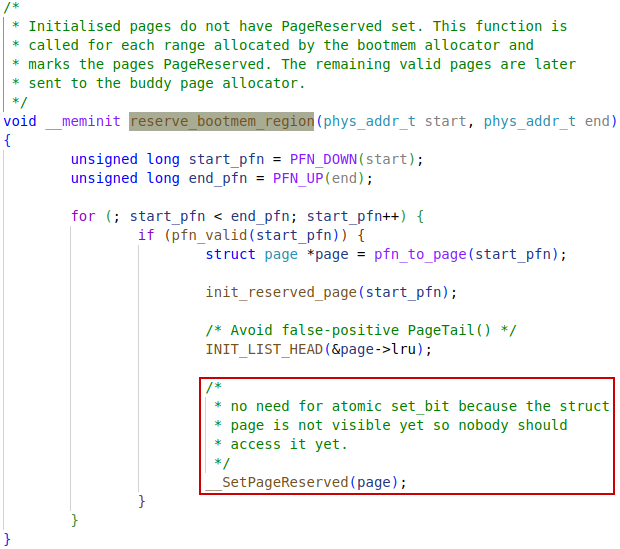 /*
 * Initialised pages do not have PageReserved set. This function is
 * called for each range allocated by the bootmem allocator and
 * marks the pages PageReserved. The remaining valid pages are later
 * sent to the buddy page allocator.
 */
void __meminit reserve_bootmem_region(phys_addr_t start, phys_addr_t end)
{
        unsigned long start_pfn = PFN_DOWN(start);
        unsigned long end_pfn = PFN_UP(end);

        for (; start_pfn < end_pfn; start_pfn++) {
                if (pfn_valid(start_pfn)) {
                        struct page *page = pfn_to_page(start_pfn);

                        init_reserved_page(start_pfn);

                        /* Avoid false-positive PageTail() */
                        INIT_LIST_HEAD(&page->lru);

                        /*
                         * no need for atomic set_bit because the struct
                         * page is not visible yet so nobody should
                         * access it yet.
                         */
                        __SetPageReserved(page);
                }
        }
}